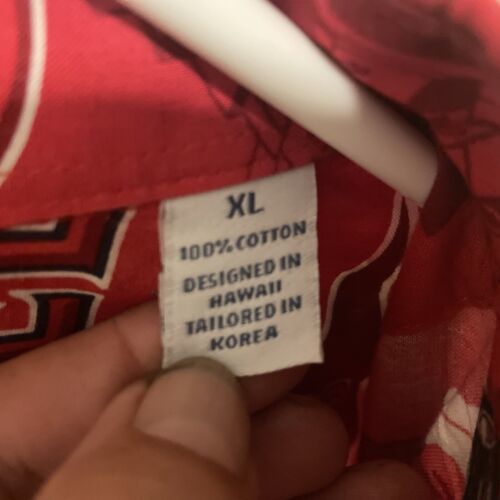 XL
100% COTTON
DESIGNED IN
HAWAII
TAILORED IN
KOREA